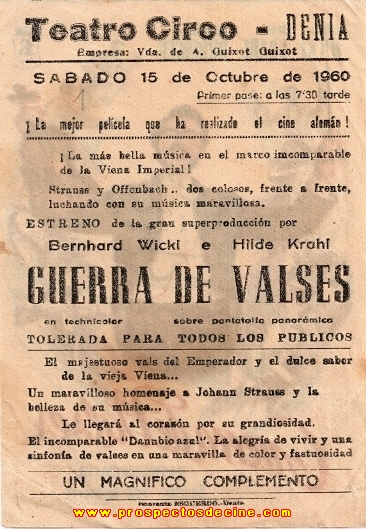 Teatro Circo - DENIA
Empresa: Vda. de A. Guixot Guixot
SABADO 15 de Octubre de 1960
Primer pase: a las 7'30 tarde
1
¡La mejor película que ha realizado el cine alemán!
¡La más bella música en el marco imcomparable
de la Viena Imperial!
Strauss y Offenbach.. dos colosos, frente a frente,
luchando con su música maravillosa.
ESTRENO de la gran superproducción por
Bernhard Wicki e Hilde Krahl
GUERRA DE VALSES
en technicolor sobre pantatlla panorámica
TOLERADA PARA TODOS LOS PUBLICOS
El majestuoso vals del Emperador y el dulce sabor
de la vieja Viena...
Un maravilloso homenaje a Johann Strauss y la
belleza de su música...
Le llegará al corazón por su grandiosidad.
El incomparable "Danubio azul". La alegría de vivir y una
sinfonía de valses en una maravilla de color y fastuosidad
UN MAGNIFICO COMPLEMENTO
www.prospectosdecine.com